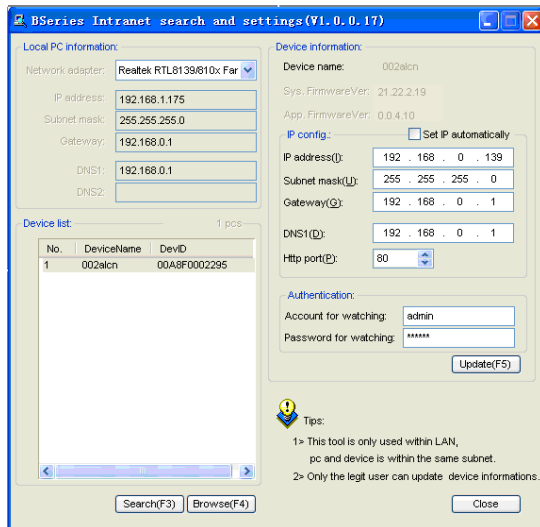 BSeries Intranet search and settings(V1.0.0.17)
Local PC information:
Network adapter: Realtek RTL8139/810x Far
IP address: 192.168.1.175
Subnet mask: 255.255.255.0
Gateway: 192.168.0.1
DNS1: 192.168.0.1
DNS2:
Device list: 1 pcs
No. DeviceName DevID
1 002alcn 00A8F0002295
Search(F3) Browse(F4)
Device information:
Device name: 002alcn
Sys. FirmwareVer: 21.22.2.19
App. FirmwareVer: 0.0.4.10
IP config.: Set IP automatically
IP address(I): 192 . 168 . 0 . 139
Subnet mask(U): 255 . 255 . 255 . 0
Gateway(G): 192 . 168 . 0 . 1
DNS1(D): 192 . 168 . 0 . 1
Http port(P): 80
Authentication:
Account for watching: admin
Password for watching: ******
Update(F5)
Tips:
1> This tool is only used within LAN,
pc and device is within the same subnet.
2> Only the legit user can update device informations.
Close